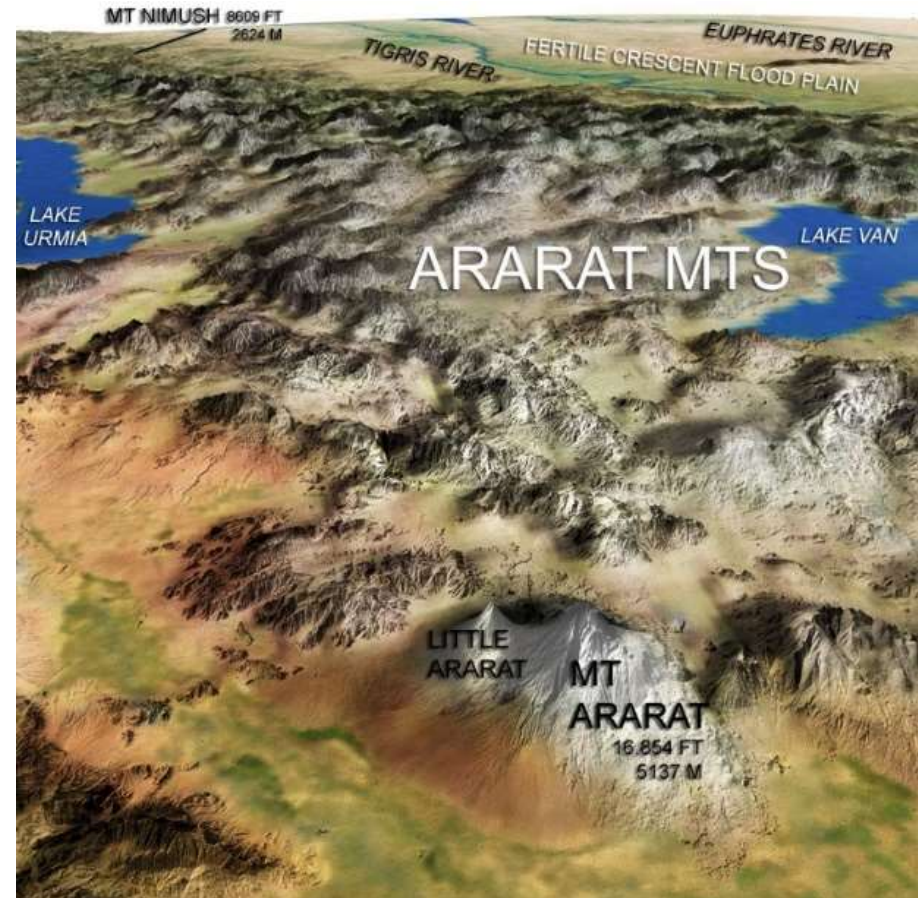 MT NIMUSH 8609 FT
2624 M
TIGRIS RIVER
EUPHRATES RIVER
FERTILE CRESCENT FLOOD PLAIN
LAKE
URMIA
LAKE VAN
ARARAT MTS
LITTLE
ARARAT
MT
ARARAT
16.854 FT
5137 M